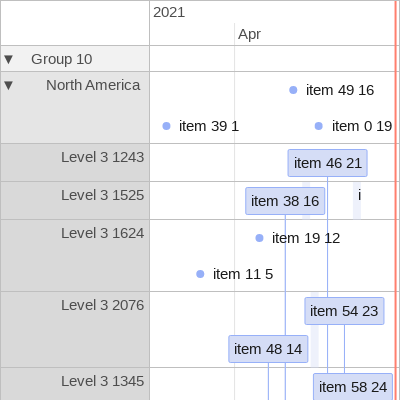 2021
Apr
▼ Group 10
▼ North America
item 49 16
item 39 1
item 0 19
Level 3 1243
item 46 21
Level 3 1525
item 38 16
i
Level 3 1624
item 19 12
item 11 5
Level 3 2076
item 54 23
item 48 14
Level 3 1345
item 58 24